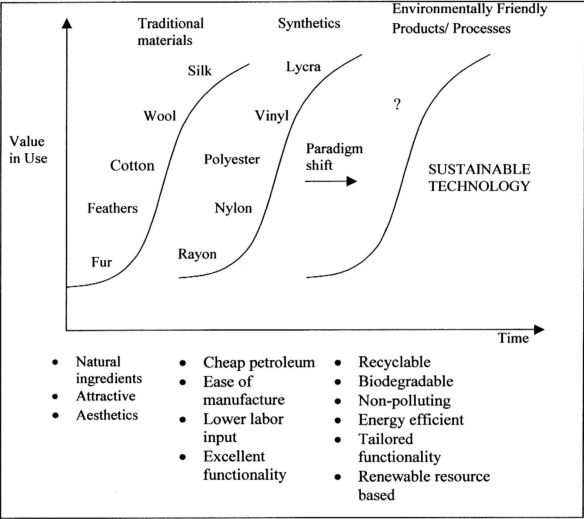 Traditional
materials
Synthetics
Environmentally Friendly
Products/ Processes
Silk
Lycra
?
Wool
Vinyl
Value
in Use
Cotton
Polyester
Paradigm
shift
SUSTAINABLE
TECHNOLOGY
Feathers
Nylon
Fur
Rayon
Time
• Natural
ingredients
• Attractive
• Aesthetics
• Cheap petroleum
• Ease of
manufacture
• Lower labor
input
• Excellent
functionality
• Recyclable
• Biodegradable
• Non-polluting
• Energy efficient
• Tailored
functionality
• Renewable resource
based